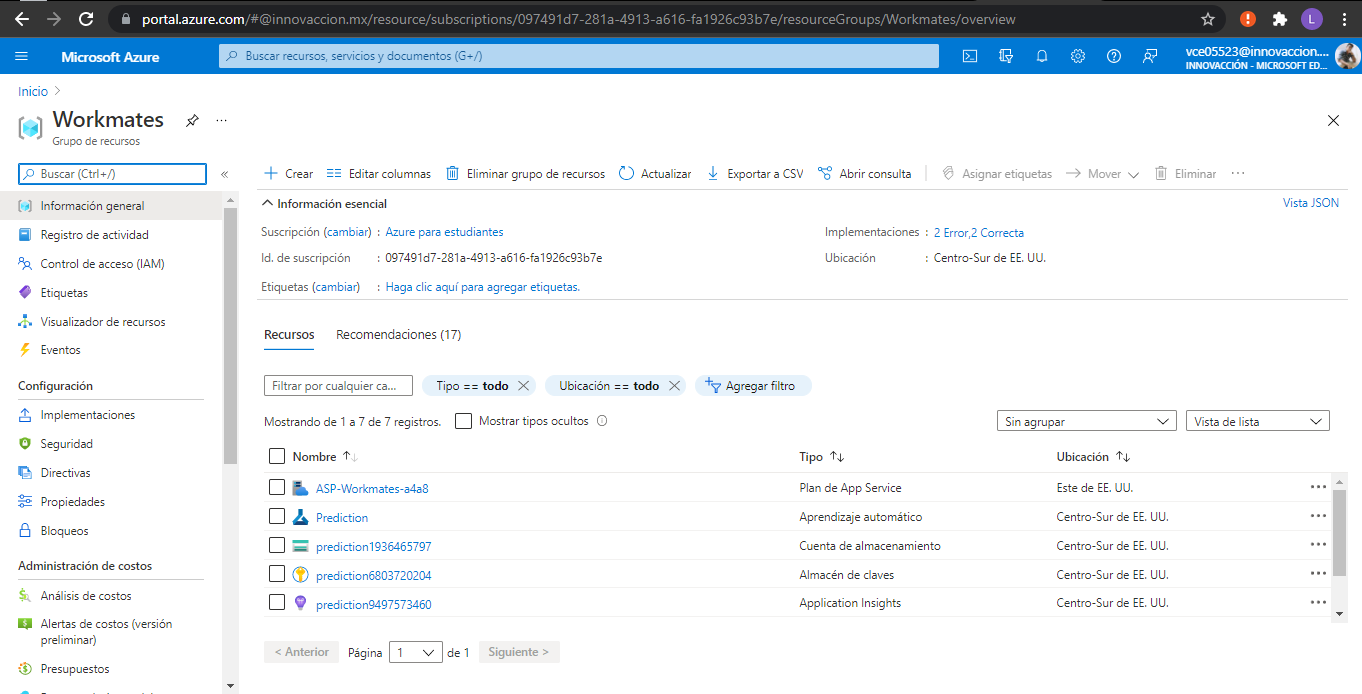 portal.azure.com/#@innovaccion.mx/resource/subscriptions/097491d7-281a-4913-a616-fa1926c93b7e/resourceGroups/Workmates/overview
L
Microsoft Azure
Buscar recursos, servicios y documentos (G+/)
vce05523@innovaccion....
INNOVACCIÓN - MICROSOFT ED...
Inicio >
Workmates
...
Grupo de recursos
Buscar (Ctrl+/)
«
Información general
Registro de actividad
Control de acceso (IAM)
Etiquetas
Visualizador de recursos
Eventos
Configuración
Implementaciones
Seguridad
Directivas
Propiedades
Bloqueos
Administración de costos
Análisis de costos
Alertas de costos (versión
preliminar)
Presupuestos
Crear
Editar columnas
Eliminar grupo de recursos
Actualizar
Exportar a CSV
Abrir consulta
Asignar etiquetas
Mover
Eliminar
...
Información esencial
Vista JSON
Suscripción (cambiar) : Azure para estudiantes
Implementaciones : 2 Error,2 Correcta
Id. de suscripción : 097491d7-281a-4913-a616-fa1926c93b7e
Ubicación : Centro-Sur de EE. UU.
Etiquetas (cambiar) : Haga clic aquí para agregar etiquetas.
Recursos
Recomendaciones (17)
Filtrar por cualquier ca...
Tipo == todo
Ubicación == todo
Agregar filtro
Mostrando de 1 a 7 de 7 registros.
Mostrar tipos ocultos
Sin agrupar
Vista de lista
Nombre ↑↓ Tipo ↑↓ Ubicación ↑↓
ASP-Workmates-a4a8 Plan de App Service Este de EE. UU. ...
Prediction Aprendizaje automático Centro-Sur de EE. UU. ...
prediction1936465797 Cuenta de almacenamiento Centro-Sur de EE. UU. ...
prediction6803720204 Almacén de claves Centro-Sur de EE. UU. ...
prediction9497573460 Application Insights Centro-Sur de EE. UU. ...
< Anterior
Página 1 de 1
Siguiente >